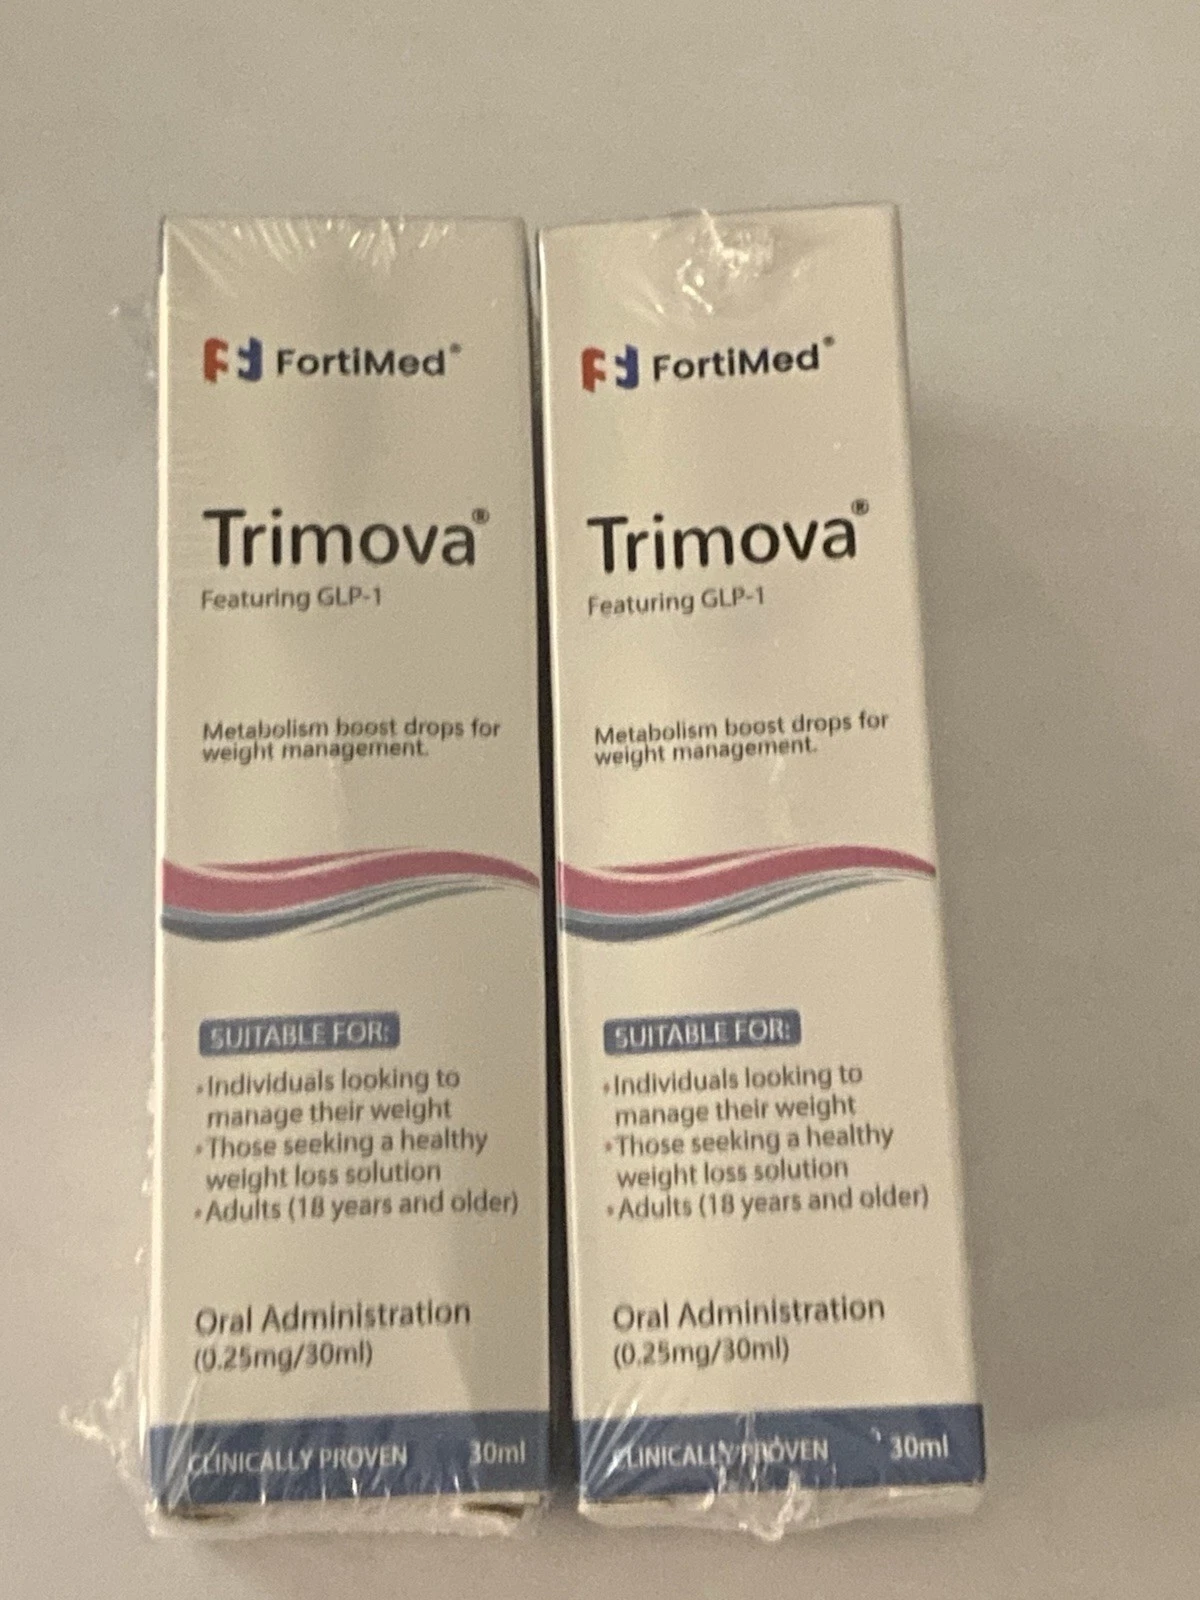 FortiMed®
Trimova®
Featuring GLP-1
Metabolism boost drops for
weight management.
SUITABLE FOR:
•Individuals looking to
manage their weight
•Those seeking a healthy
weight loss solution
•Adults (18 years and older)
Oral Administration
(0.25mg/30ml)
CLINICALLY PROVEN 30ml
FortiMed®
Trimova®
Featuring GLP-1
Metabolism boost drops for
weight management.
SUITABLE FOR:
•Individuals looking to
manage their weight
•Those seeking a healthy
weight loss solution
•Adults (18 years and older)
Oral Administration
(0.25mg/30ml)
CLINICALLY PROVEN 30ml